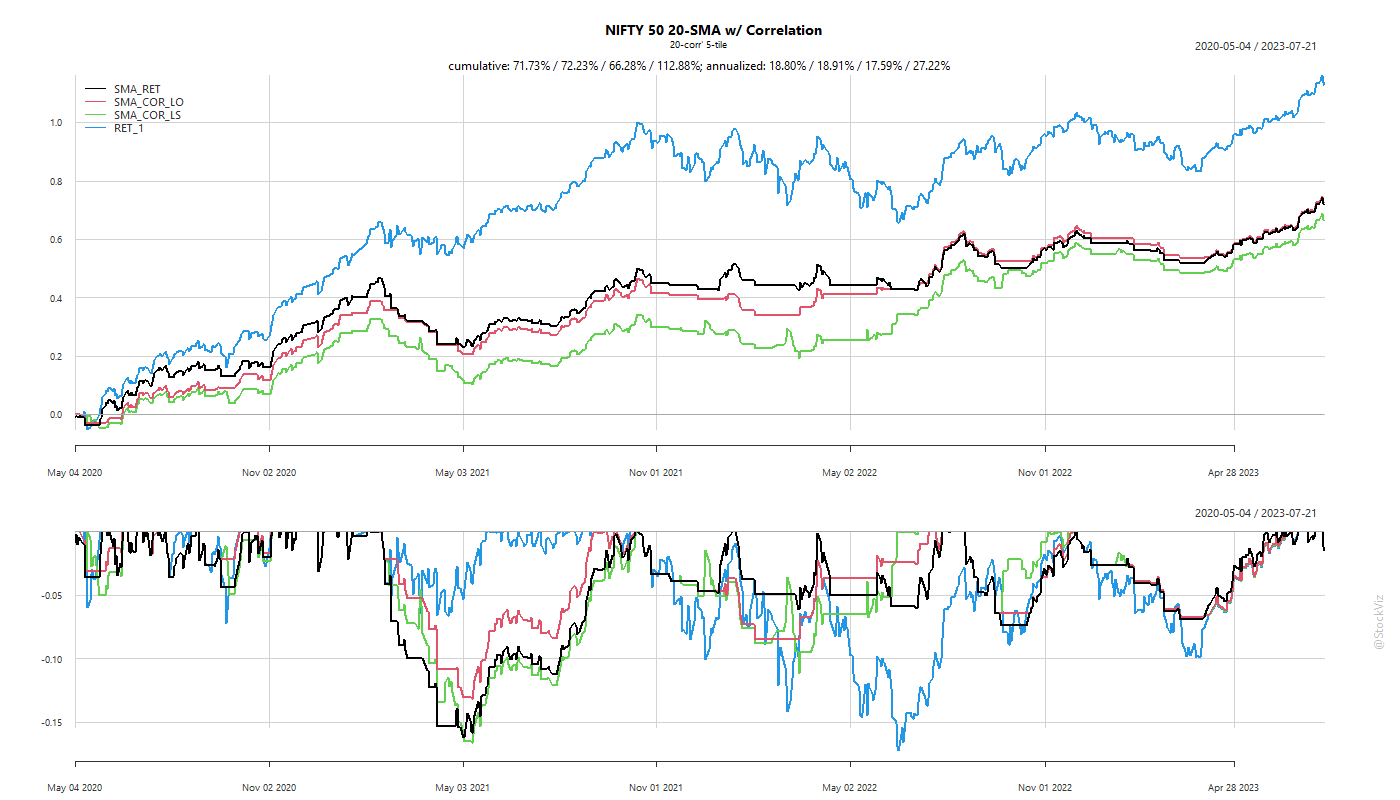 NIFTY 50 20-SMA w/ Correlation
20-corr' 5-tile
2020-05-04 / 2023-07-21
cumulative: 71.73% / 72.23% / 66.28% / 112.88%; annualized: 18.80% / 18.91% / 17.59% / 27.22%
SMA_RET
SMA_COR_LO
SMA_COR_LS
RET_1
1.0
0.8
0.6
0.4
0.2
0.0
May 04 2020 Nov 02 2020 May 03 2021 Nov 01 2021 May 02 2022 Nov 01 2022 Apr 28 2023
2020-05-04 / 2023-07-21
-0.05
-0.10
-0.15
May 04 2020 Nov 02 2020 May 03 2021 Nov 01 2021 May 02 2022 Nov 01 2022 Apr 28 2023
@StockViz